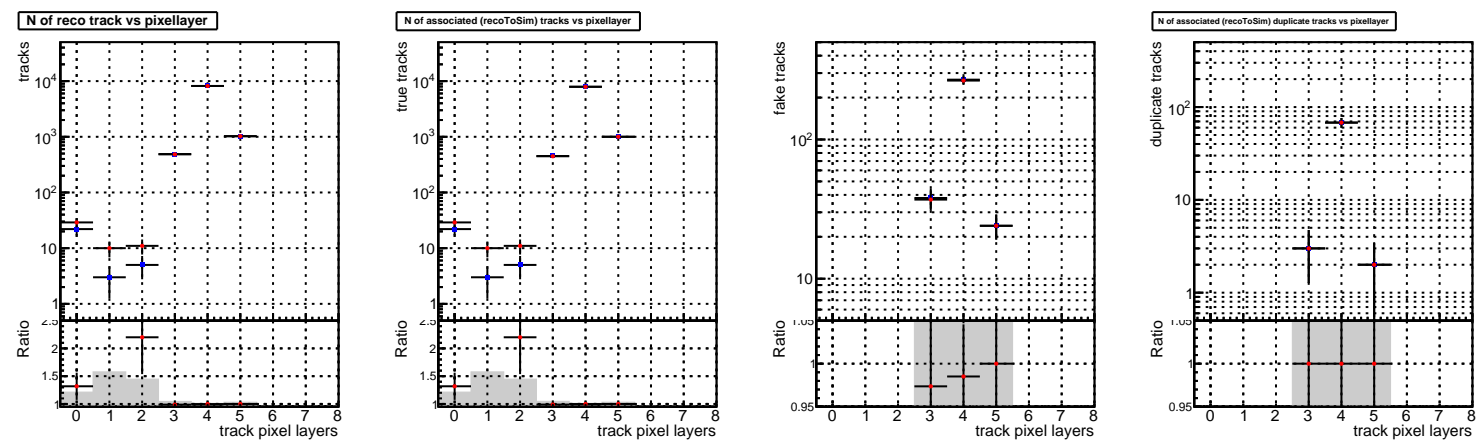 N of reco track vs pixellayer
tracks
10^4
10^3
10^2
10
1
Ratio
2.5
2
1.5
1
0 1 2 3 4 5 6 7 8
track pixel layers
N of associated (recoToSim) tracks vs pixellayer
true tracks
10^4
10^3
10^2
10
1
Ratio
2.5
2
1.5
1
0 1 2 3 4 5 6 7 8
track pixel layers
fake tracks
10^2
10
Ratio
1.05
1
0.95
0 1 2 3 4 5 6 7 8
track pixel layers
N of associated (recoToSim) duplicate tracks vs pixellayer
duplicate tracks
10^2
10
1
Ratio
1.05
1
0.95
0 1 2 3 4 5 6 7 8
track pixel layers